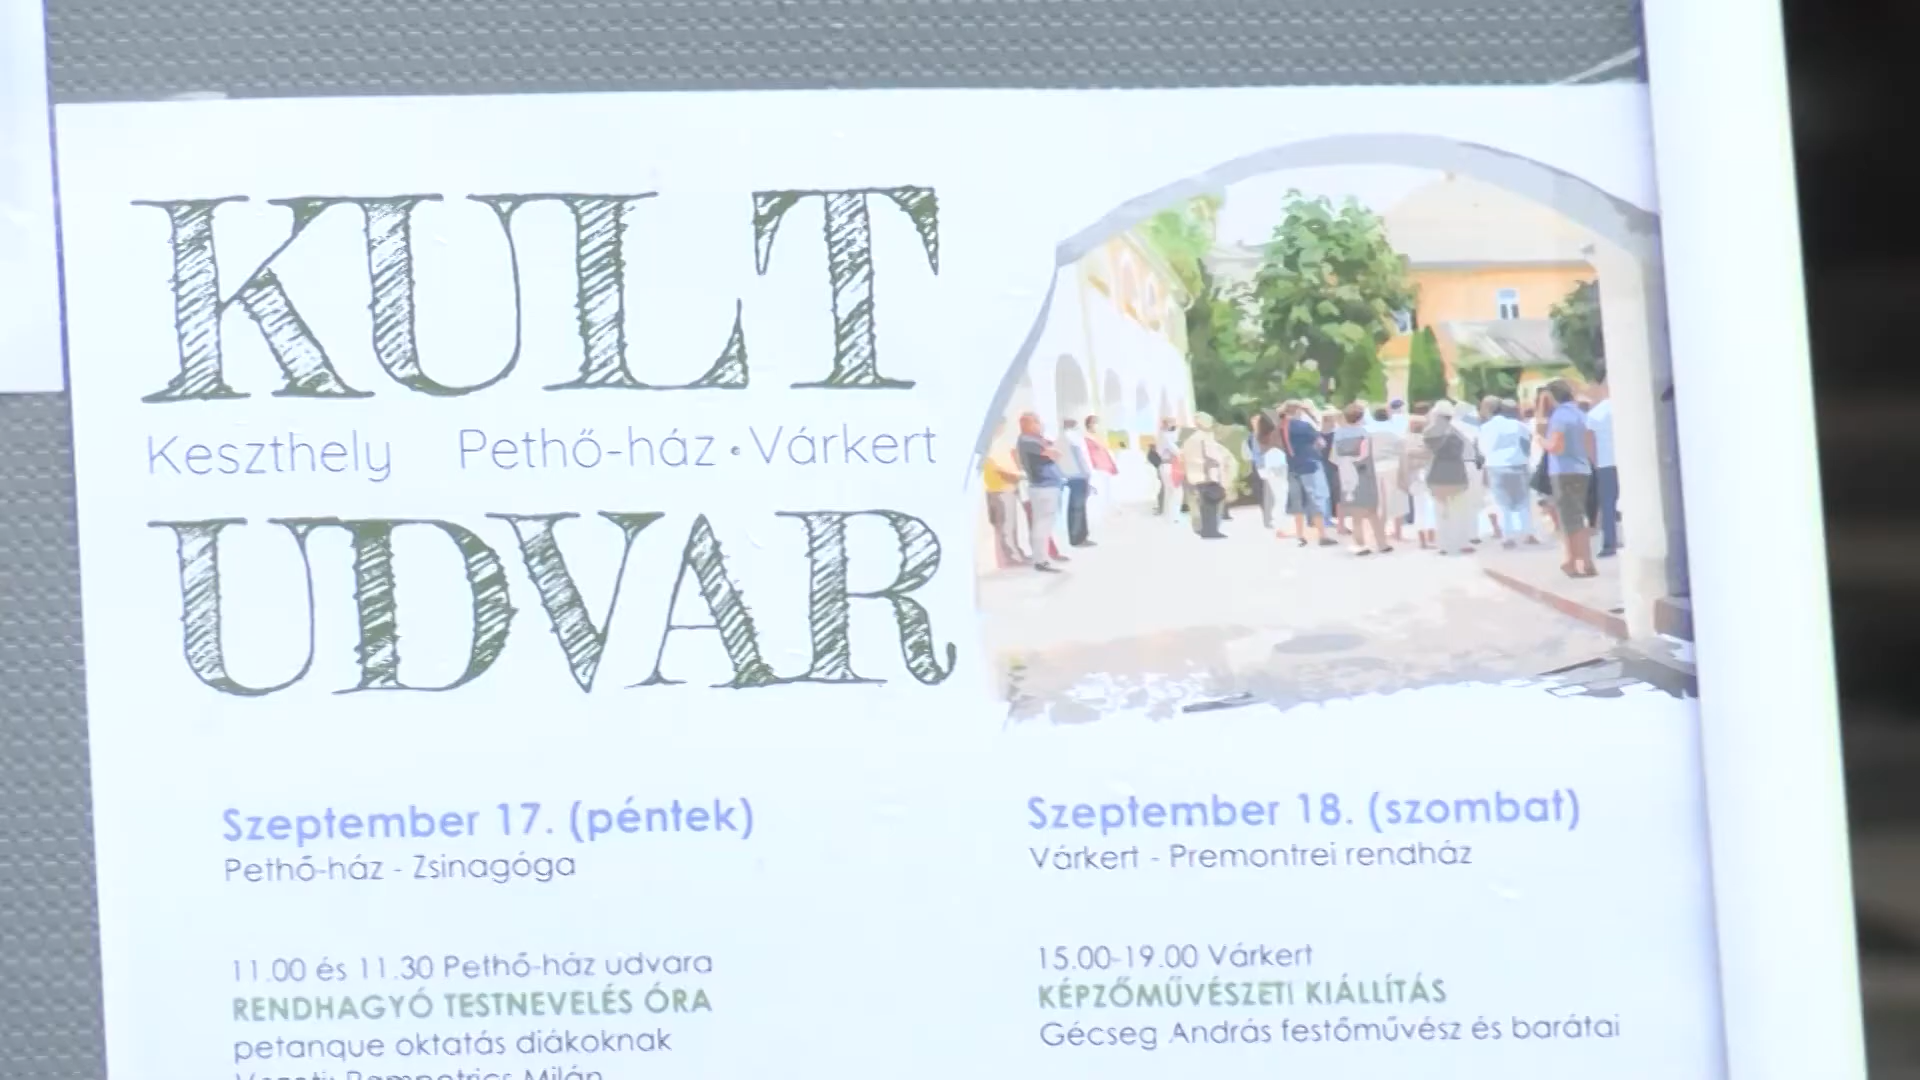 KULT
Keszthely Pethő-ház • Várkert
UDVAR
Szeptember 17. (péntek)
Pethő-ház - Zsinagóga
11.00 és 11.30 Pethő-ház udvara
RENDHAGYÓ TESTNEVELÉS ÓRA
petanque oktatás diákoknak
Szeptember 18. (szombat)
Várkert - Premontrei rendház
15.00-19.00 Várkert
KÉPZŐMŰVÉSZETI KIÁLLÍTÁS
Gécseg András festőművész és barátai